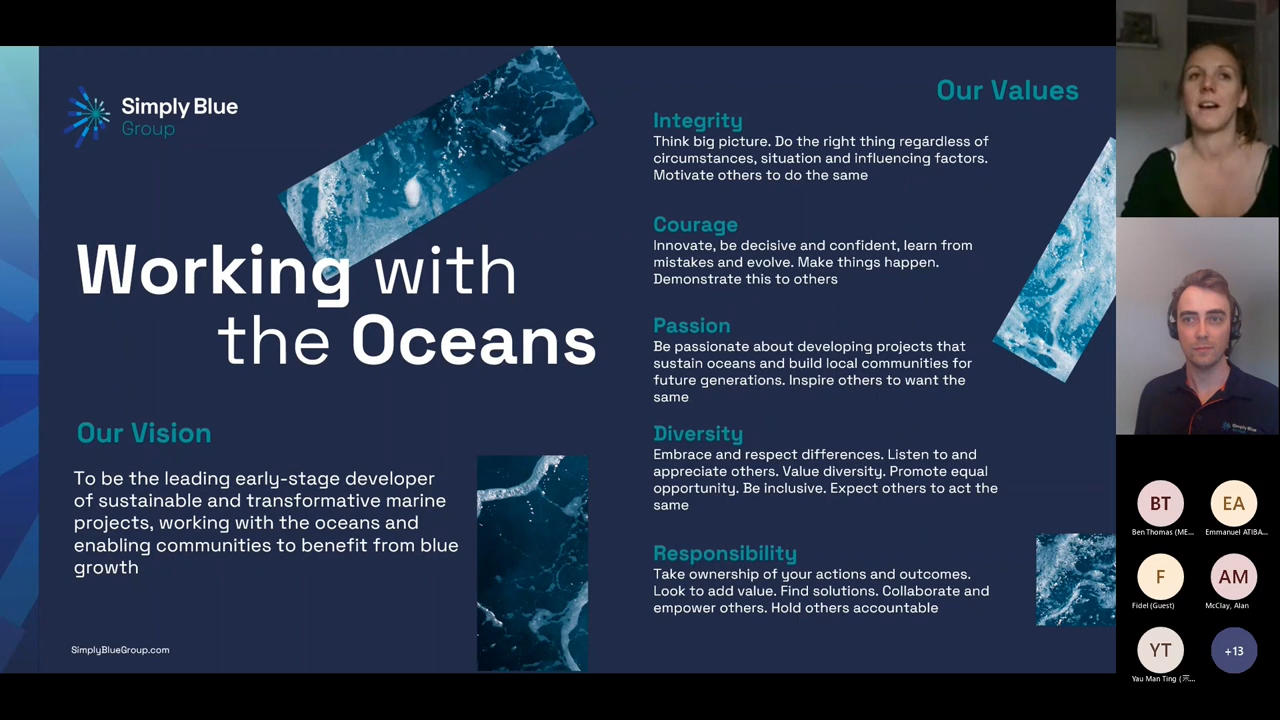 Simply Blue
Group
Working with
the Oceans
Our Vision
To be the leading early-stage developer
of sustainable and transformative marine
projects, working with the oceans and
enabling communities to benefit from blue
growth
SimplyBlueGroup.com
Our Values
Integrity
Think big picture. Do the right thing regardless of
circumstances, situation and influencing factors.
Motivate others to do the same
Courage
Innovate, be decisive and confident, learn from
mistakes and evolve. Make things happen.
Demonstrate this to others
Passion
Be passionate about developing projects that
sustain oceans and build local communities for
future generations. Inspire others to want the
same
Diversity
Embrace and respect differences. Listen to and
appreciate others. Value diversity. Promote equal
opportunity. Be inclusive. Expect others to act the
same
Responsibility
Take ownership of your actions and outcomes.
Look to add value. Find solutions. Collaborate and
empower others. Hold others accountable
Simply Blue
Group
BT
Ben Thomas (ME...
EA
Emmanuel ATIBA...
F
Fidel (Guest)
AM
McClay, Alan
YT
Yau Man Ting (...
+13